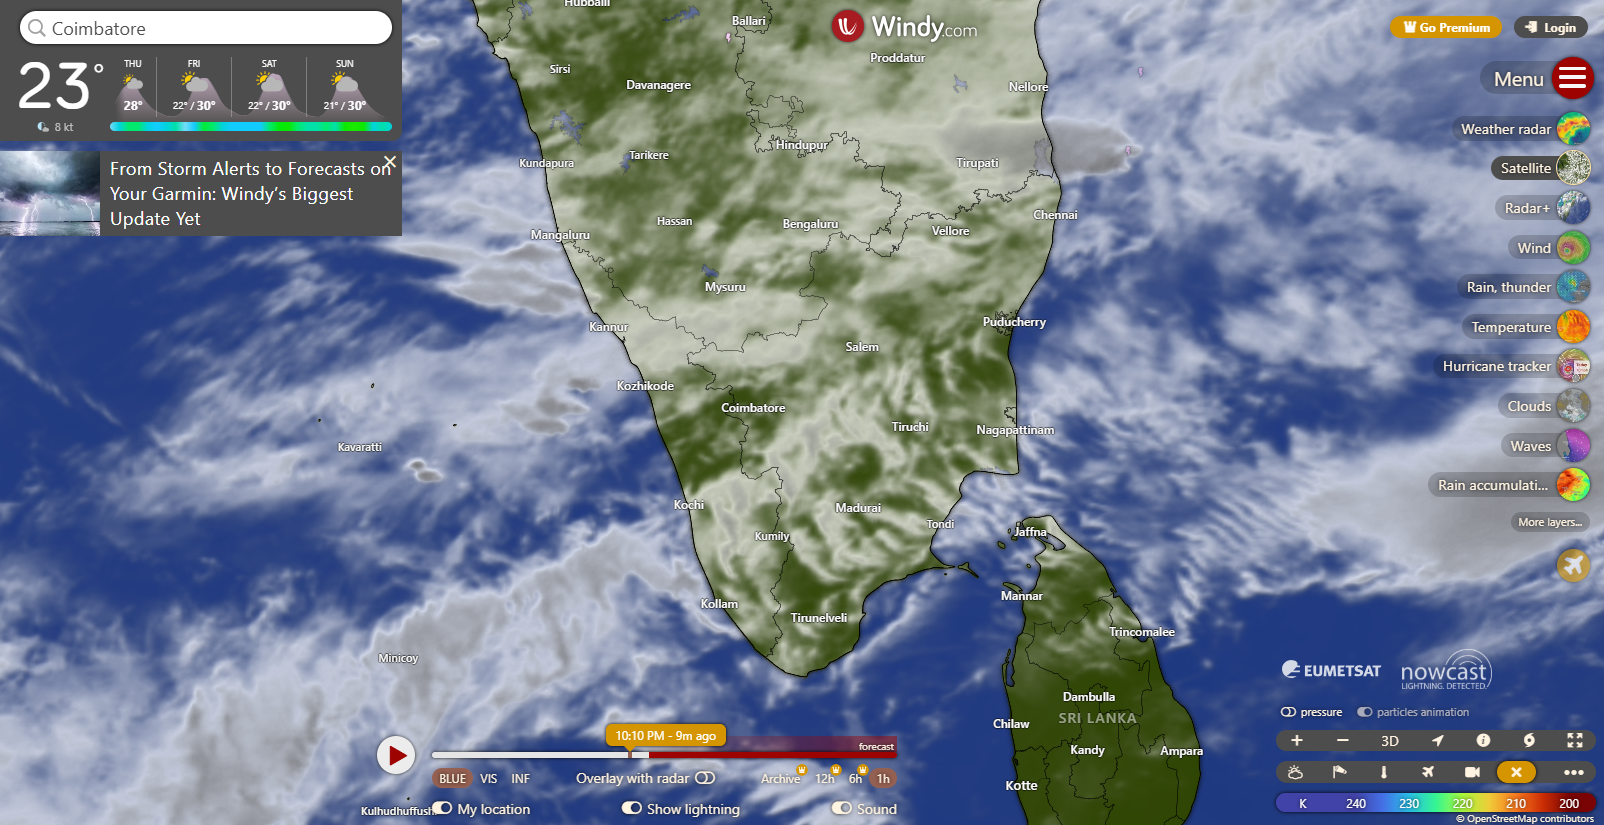 Coimbatore
23°
8 kt
THU
28°
FRI
22° / 30°
SAT
22° / 30°
SUN
21° / 30°
From Storm Alerts to Forecasts on
Your Garmin: Windy's Biggest
Update Yet
Windy.com
Go Premium
Login
Menu
Weather radar
Satellite
Radar+
Wind
Rain, thunder
Temperature
Hurricane tracker
Clouds
Waves
Rain accumulati...
More layers...
Hubballi
Ballari
Proddatur
Sirsi
Davanagere
Nellore
Hindupur
Kundapura
Tarikere
Tirupati
Hassan
Bengaluru
Chennai
Mangaluru
Vellore
Mysuru
Kannur
Puducherry
Salem
Kozhikode
Coimbatore
Tiruchi
Nagapattinam
Kavaratti
Kochi
Madurai
Kumily
Tondi
Jaffna
Mannar
Kollam
Tirunelveli
Trincomalee
Minicoy
Dambulla
SRI LANKA
Chilaw
Kandy
Ampara
Kotte
Kulhudhuffush
EUMETSAT
nowcast
LIGHTNING. DETECTED.
pressure
particles animation
3D
K 240 230 220 210 200
© OpenStreetMap contributors
10:10 PM - 9m ago
forecast
BLUE VIS INF
Overlay with radar
Archive 12h 6h 1h
My location
Show lightning
Sound